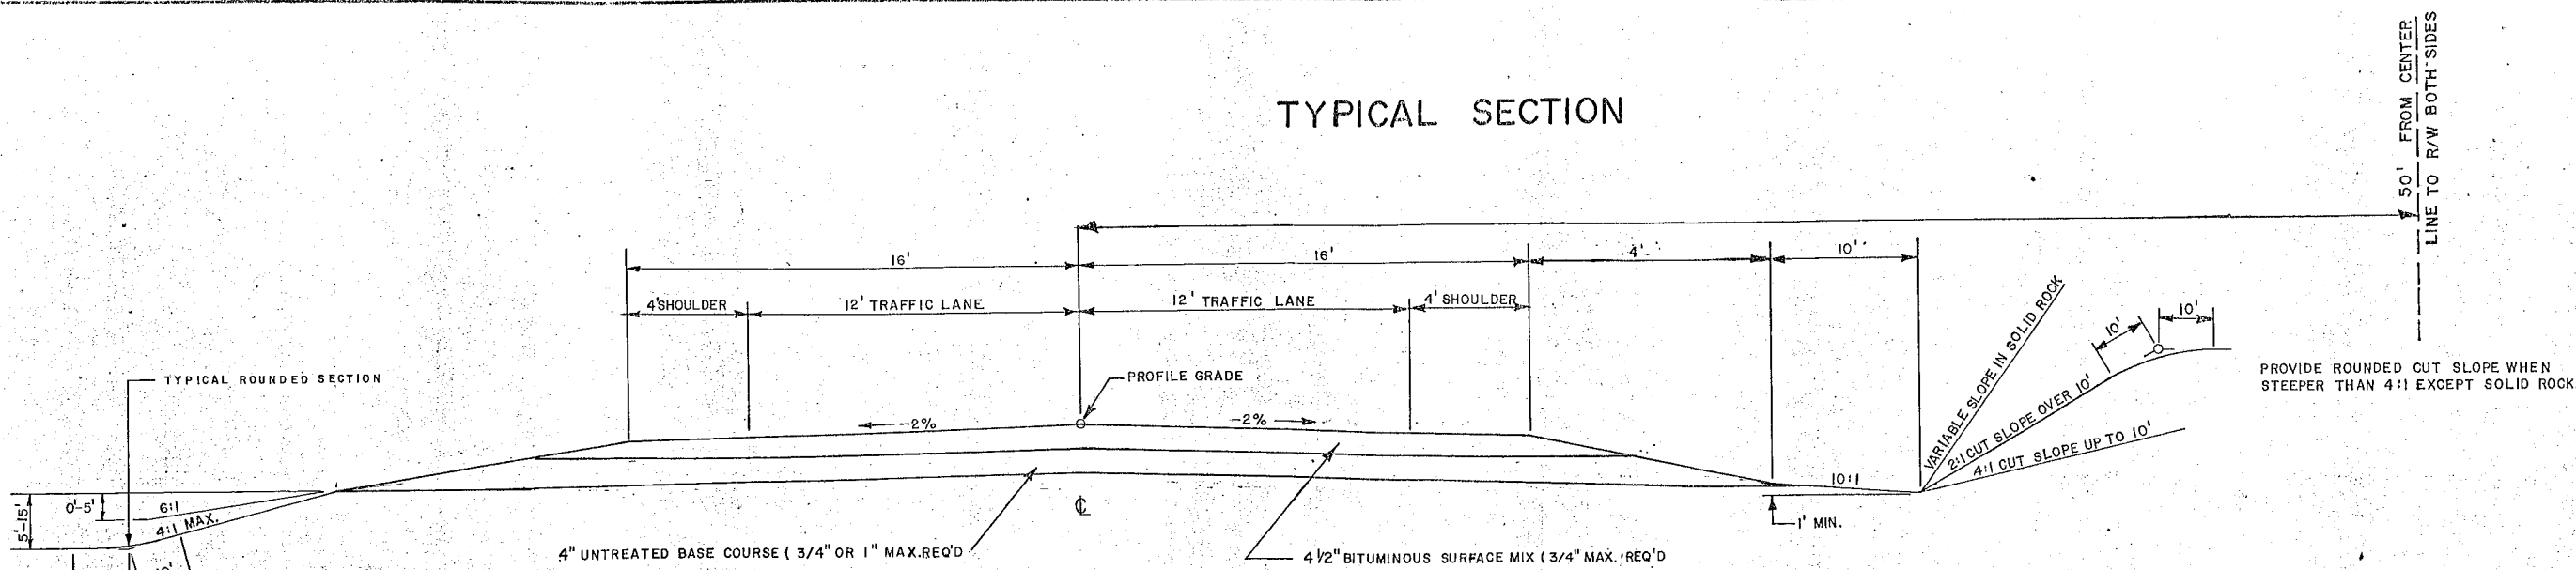 TYPICAL SECTION
50' FROM CENTER
LINE TO R/W BOTH SIDES
16'
16'
4'
10'
4' SHOULDER
12' TRAFFIC LANE
12' TRAFFIC LANE
4' SHOULDER
10'
10'
VARIABLE SLOPE IN SOLID ROCK
2:1 CUT SLOPE OVER 10'
4:1 CUT SLOPE UP TO 10'
PROVIDE ROUNDED CUT SLOPE WHEN
STEEPER THAN 4:1 EXCEPT SOLID ROCK
TYPICAL ROUNDED SECTION
PROFILE GRADE
-2%
-2%
10:1
5'-15'
0'-5'
6:1
4:1 MAX.
℄
1' MIN.
4" UNTREATED BASE COURSE ( 3/4" OR 1" MAX.REQ'D
4 1/2" BITUMINOUS SURFACE MIX ( 3/4" MAX. REQ'D